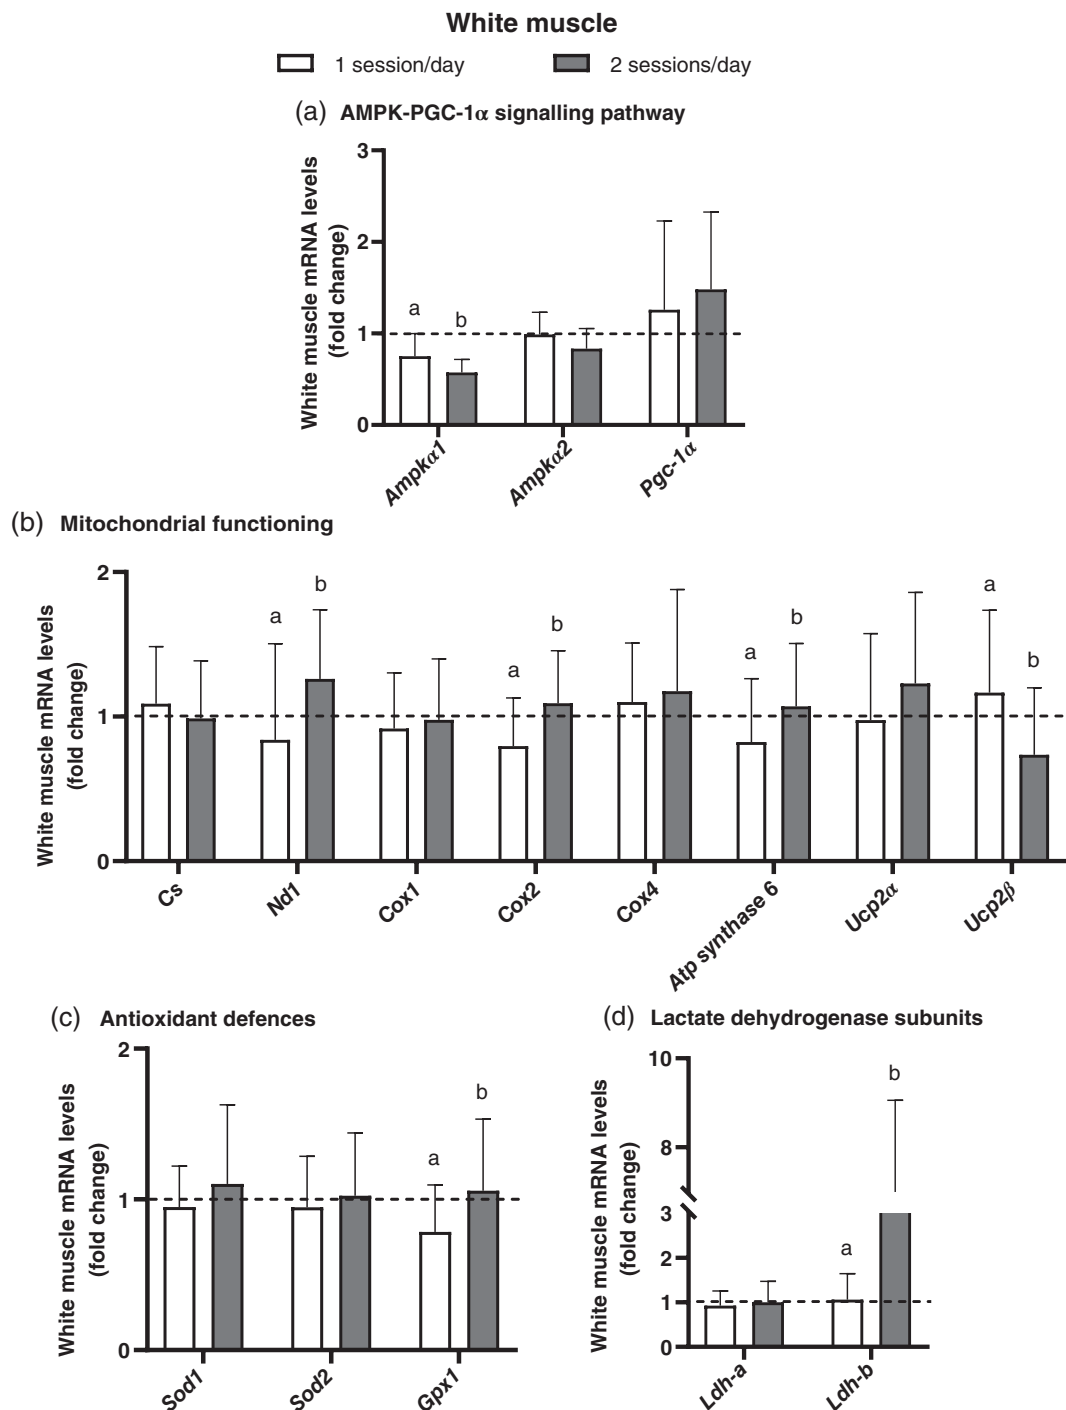 White muscle
1 session/day 2 sessions/day
(a) AMPK-PGC-1α signalling pathway
White muscle mRNA levels
(fold change)
3
2
1
0
a
b
Ampkα1
Ampkα2
Pgc-1α
(b) Mitochondrial functioning
White muscle mRNA levels
(fold change)
2
1
0
a
b
a
b
a
b
a
b
Cs
Nd1
Cox1
Cox2
Cox4
Atp synthase 6
Ucp2α
Ucp2β
(c) Antioxidant defences
White muscle mRNA levels
(fold change)
2
1
0
a
b
Sod1
Sod2
Gpx1
(d) Lactate dehydrogenase subunits
White muscle mRNA levels
(fold change)
10
8
3
2
1
0
a
b
Ldh-a
Ldh-b